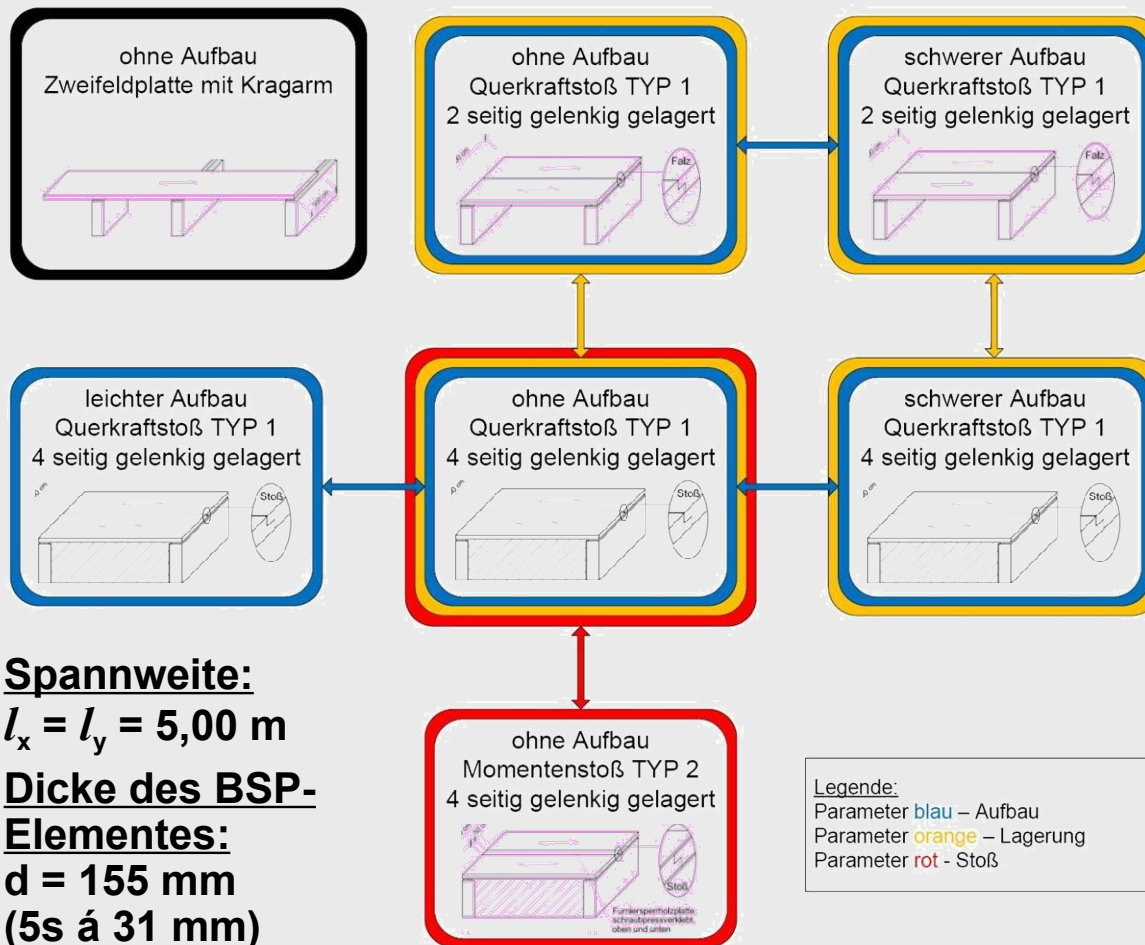 ohne Aufbau
Zweifeldplatte mit Kragarm
ohne Aufbau
Querkraftstoß TYP 1
2 seitig gelenkig gelagert
Falz
schwerer Aufbau
Querkraftstoß TYP 1
2 seitig gelenkig gelagert
Falz
leichter Aufbau
Querkraftstoß TYP 1
4 seitig gelenkig gelagert
Stoß
ohne Aufbau
Querkraftstoß TYP 1
4 seitig gelenkig gelagert
Stoß
schwerer Aufbau
Querkraftstoß TYP 1
4 seitig gelenkig gelagert
Stoß
Spannweite:
lx = ly = 5,00 m
Dicke des BSP-
Elementes:
d = 155 mm
(5s á 31 mm)
ohne Aufbau
Momentenstoß TYP 2
4 seitig gelenkig gelagert
Stoß
Furniersperrholzplatte
schraubpressverklebt,
oben und unten
Legende:
Parameter blau – Aufbau
Parameter orange – Lagerung
Parameter rot - Stoß